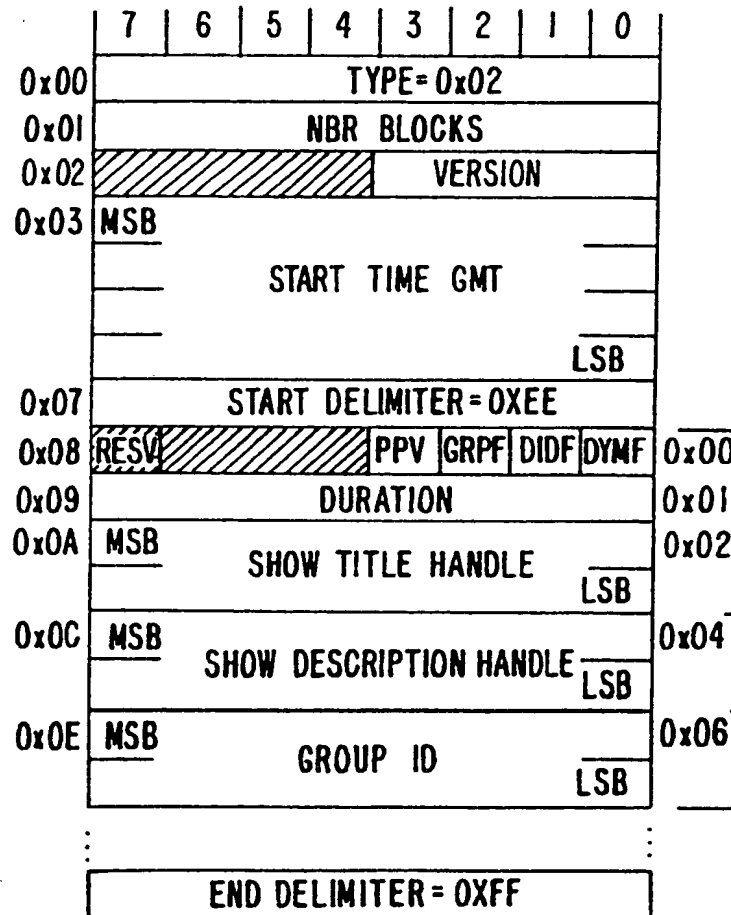 7 6 5 4 3 2 1 0
0x00 TYPE=0x02
0x01 NBR BLOCKS
0x02 VERSION
0x03 MSB
START TIME GMT
LSB
0x07 START DELIMITER=0XEE
0x08 RESV. PPV GRPF DIDF DYMF 0x00
0x09 DURATION 0x01
0x0A MSB 0x02
SHOW TITLE HANDLE
LSB
0x0C MSB 0x04
SHOW DESCRIPTION HANDLE
LSB
0x0E MSB 0x06
GROUP ID
LSB
END DELIMITER=0XFF